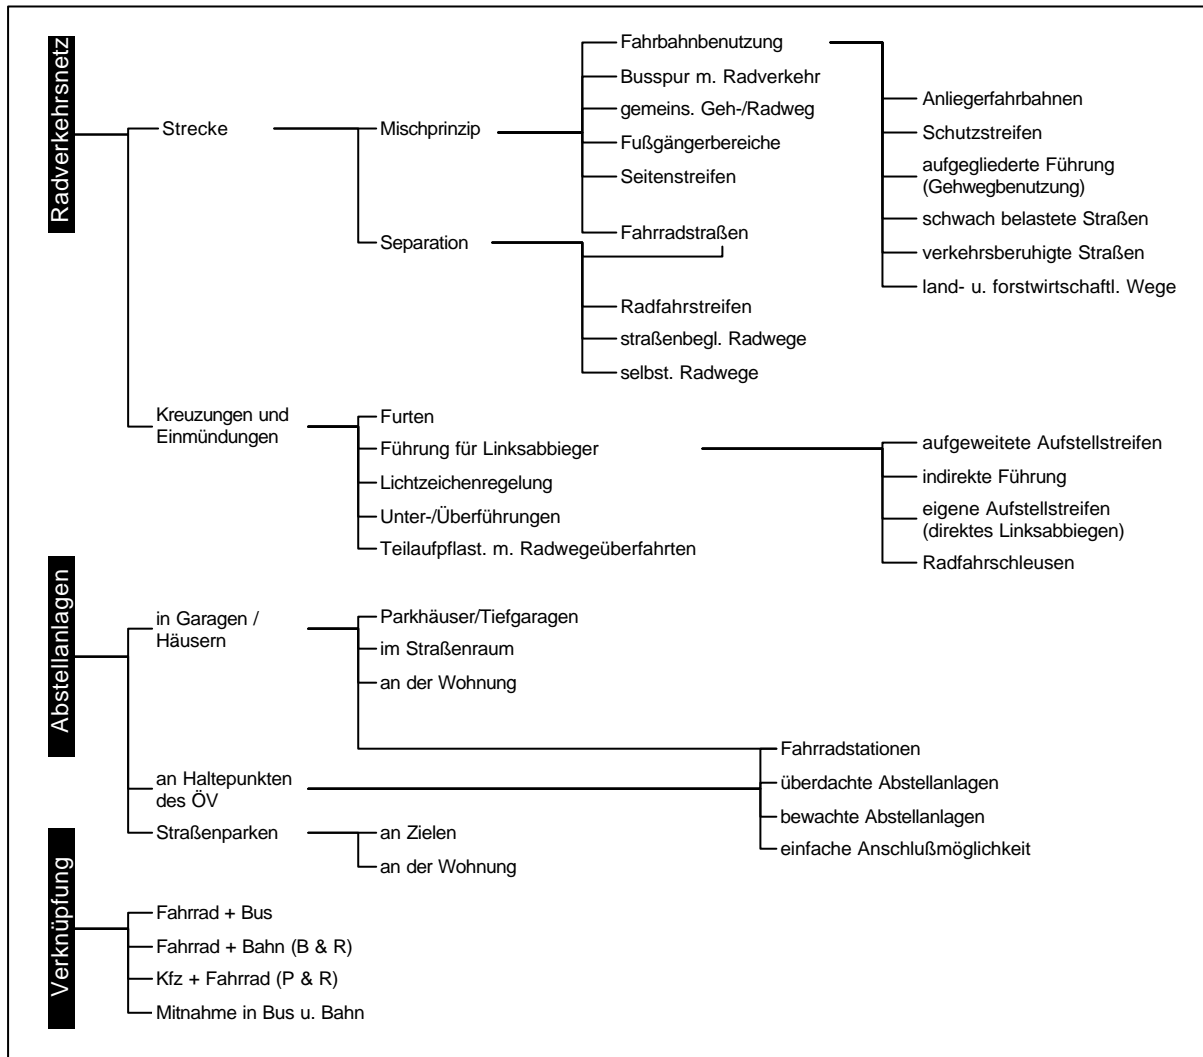 Radverkehrsnetz
Strecke
Mischprinzip
Fahrbahnbenutzung
Busspur m. Radverkehr
gemeins. Geh-/Radweg
Fußgängerbereiche
Seitenstreifen
Fahrradstraßen
Anliegerfahrbahnen
Schutzstreifen
aufgegliederte Führung
(Gehwegbenutzung)
schwach belastete Straßen
verkehrsberuhigte Straßen
land- u. forstwirtschaftl. Wege
Separation
Radfahrstreifen
straßenbegl. Radwege
selbst. Radwege
Kreuzungen und
Einmündungen
Furten
Führung für Linksabbieger
Lichtzeichenregelung
Unter-/Überführungen
Teilaufpflast. m. Radwegeüberfahrten
aufgeweitete Aufstellstreifen
indirekte Führung
eigene Aufstellstreifen
(direktes Linksabbiegen)
Radfahrschleusen
Abstellanlagen
in Garagen /
Häusern
Parkhäuser/Tiefgaragen
im Straßenraum
an der Wohnung
an Haltepunkten
des ÖV
Fahrradstationen
überdachte Abstellanlagen
bewachte Abstellanlagen
einfache Anschlußmöglichkeit
Straßenparken
an Zielen
an der Wohnung
Verknüpfung
Fahrrad + Bus
Fahrrad + Bahn (B & R)
Kfz + Fahrrad (P & R)
Mitnahme in Bus u. Bahn